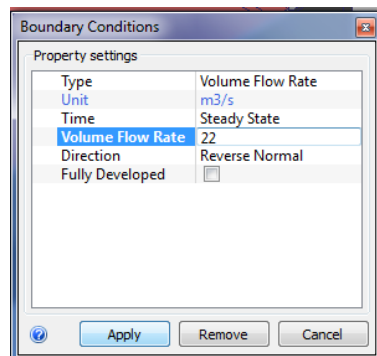 Boundary Conditions
Property settings
Type Volume Flow Rate
Unit m3/s
Time Steady State
Volume Flow Rate 22
Direction Reverse Normal
Fully Developed
Apply Remove Cancel